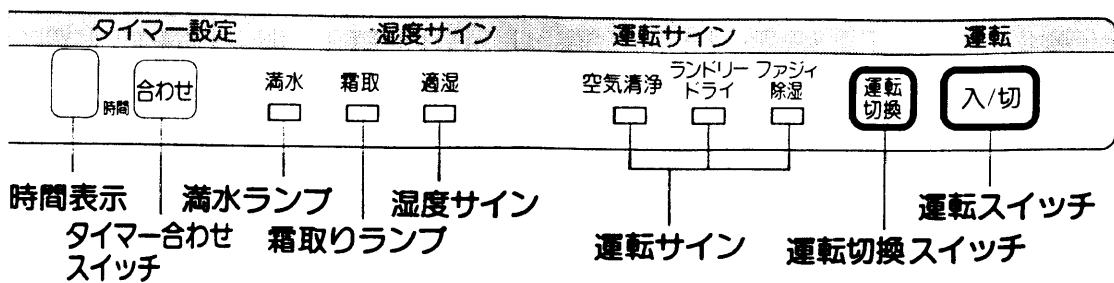 タイマー設定 湿度サイン 運転サイン 運転
時間 合わせ 満水 霜取 適湿 空気清浄 ランドリードライ ファジィ除湿 運転切換 入/切
時間表示 満水ランプ 湿度サイン 運転スイッチ
タイマー合わせスイッチ 霜取りランプ 運転サイン 運転切換スイッチ